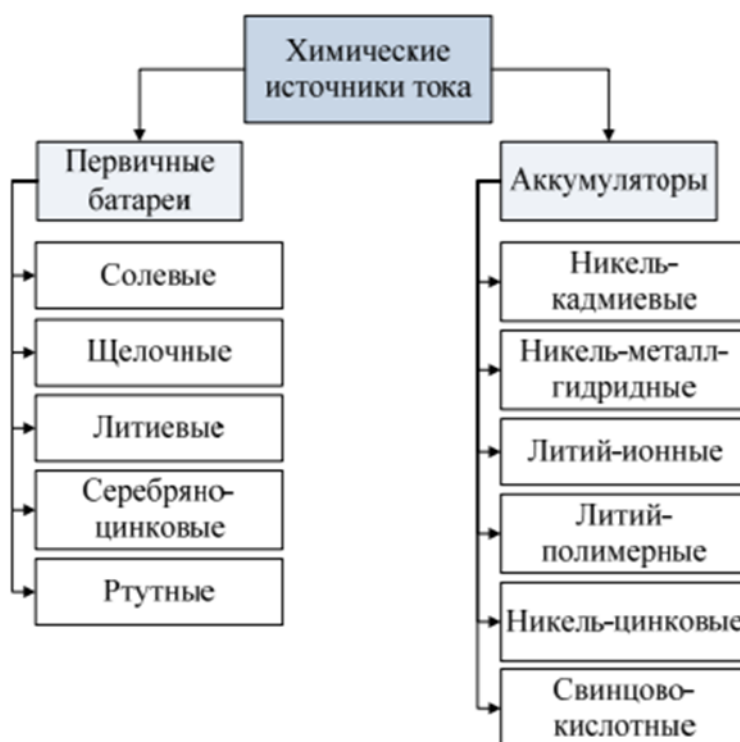 Химические
источники тока
Первичные
батареи
Солевые
Щелочные
Литиевые
Серебряно-
цинковые
Ртутные
Аккумуляторы
Никель-
кадмиевые
Никель-металл-
гидридные
Литий-ионные
Литий-
полимерные
Никель-цинковые
Свинцово-
кислотные